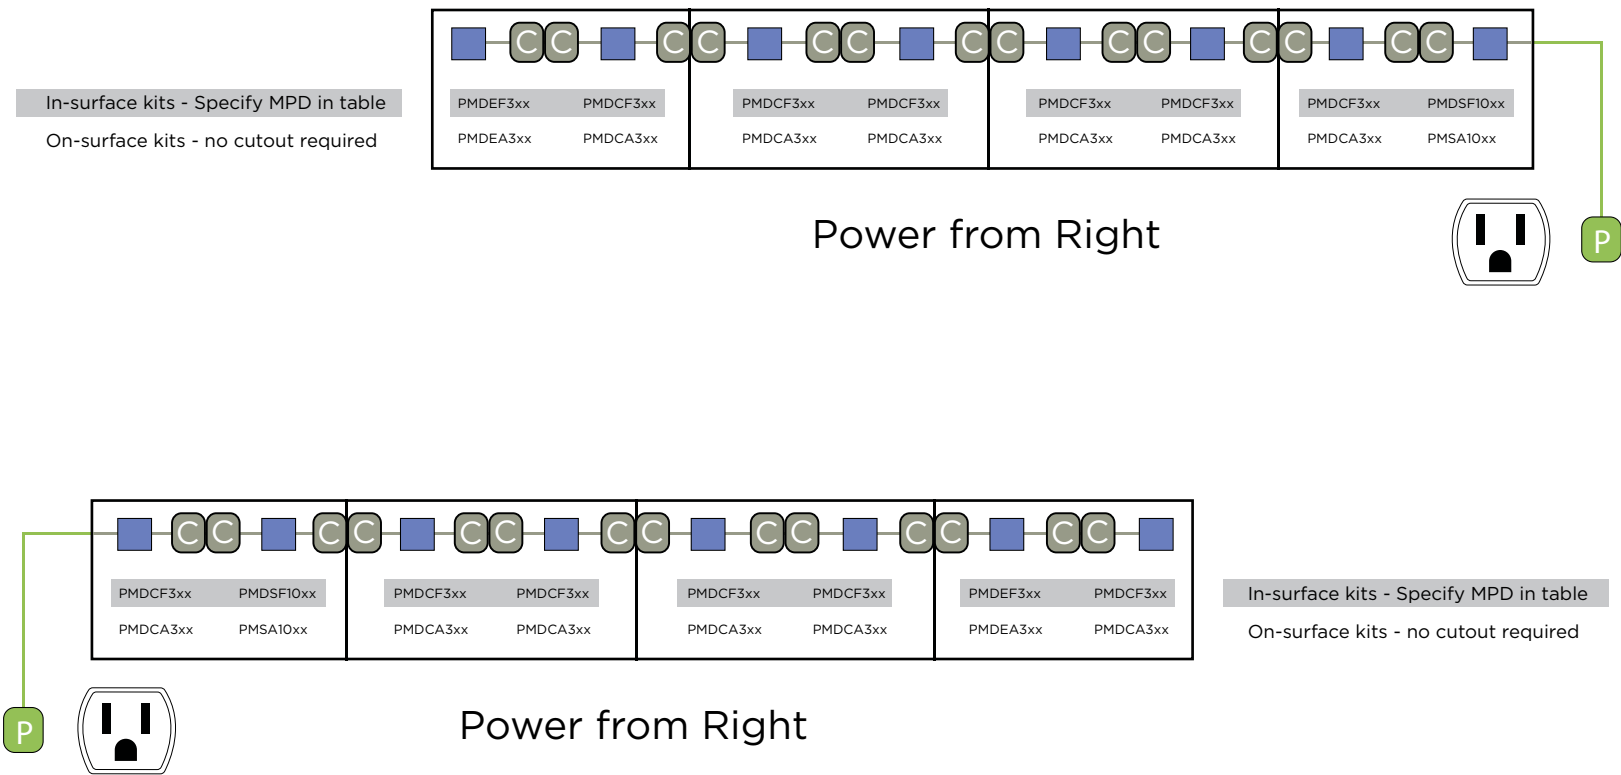 C C C C C C C C C C C C C C
In-surface kits - Specify MPD in table
PMDEF3xx PMDCF3xx PMDCF3xx PMDCF3xx PMDCF3xx PMDCF3xx PMDCF3xx PMDSF10xx
On-surface kits - no cutout required
PMDEA3xx PMDCA3xx PMDCA3xx PMDCA3xx PMDCA3xx PMDCA3xx PMDCA3xx PMSA10xx
Power from Right
P
C C C C C C C C C C C C C C
PMDCF3xx PMDSF10xx PMDCF3xx PMDCF3xx PMDCF3xx PMDCF3xx PMDEF3xx PMDCF3xx
In-surface kits - Specify MPD in table
PMDCA3xx PMSA10xx PMDCA3xx PMDCA3xx PMDCA3xx PMDCA3xx PMDEA3xx PMDCA3xx
On-surface kits - no cutout required
P
Power from Right